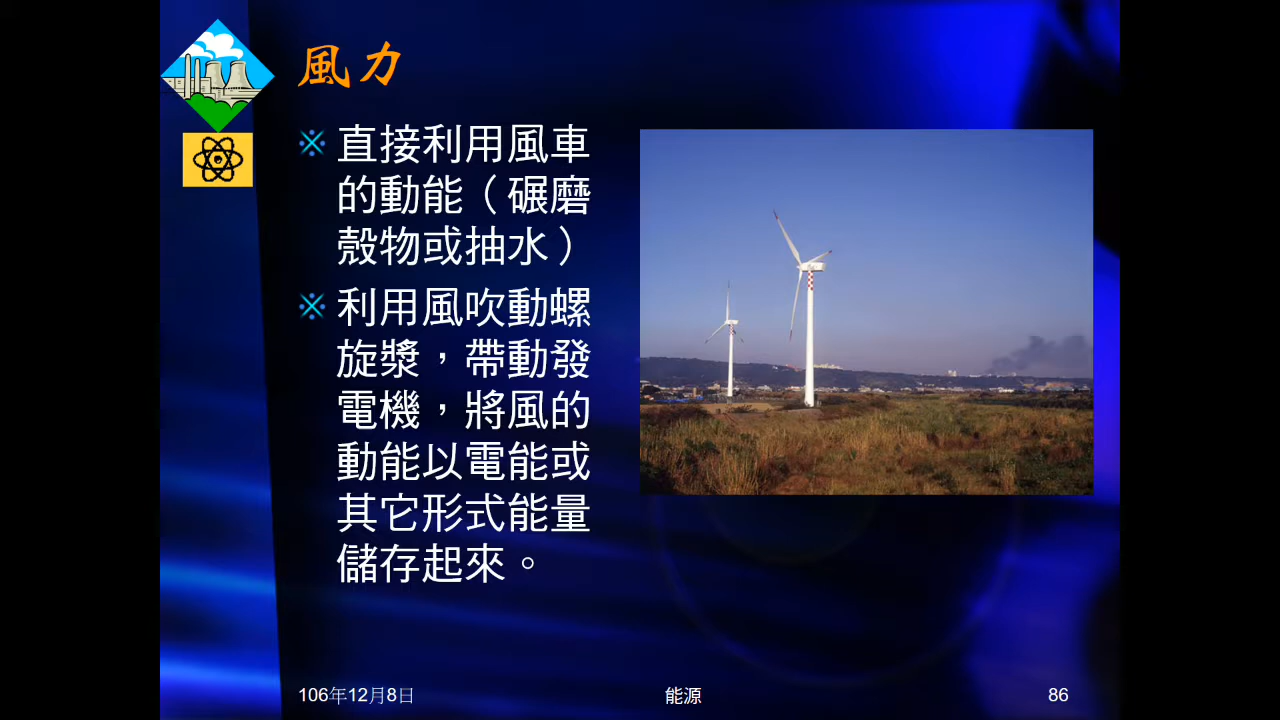 風力
※ 直接利用風車
的動能（碾磨
殼物或抽水）
※ 利用風吹動螺
旋漿，帶動發
電機，將風的
動能以電能或
其它形式能量
儲存起來。
106年12月8日
能源
86